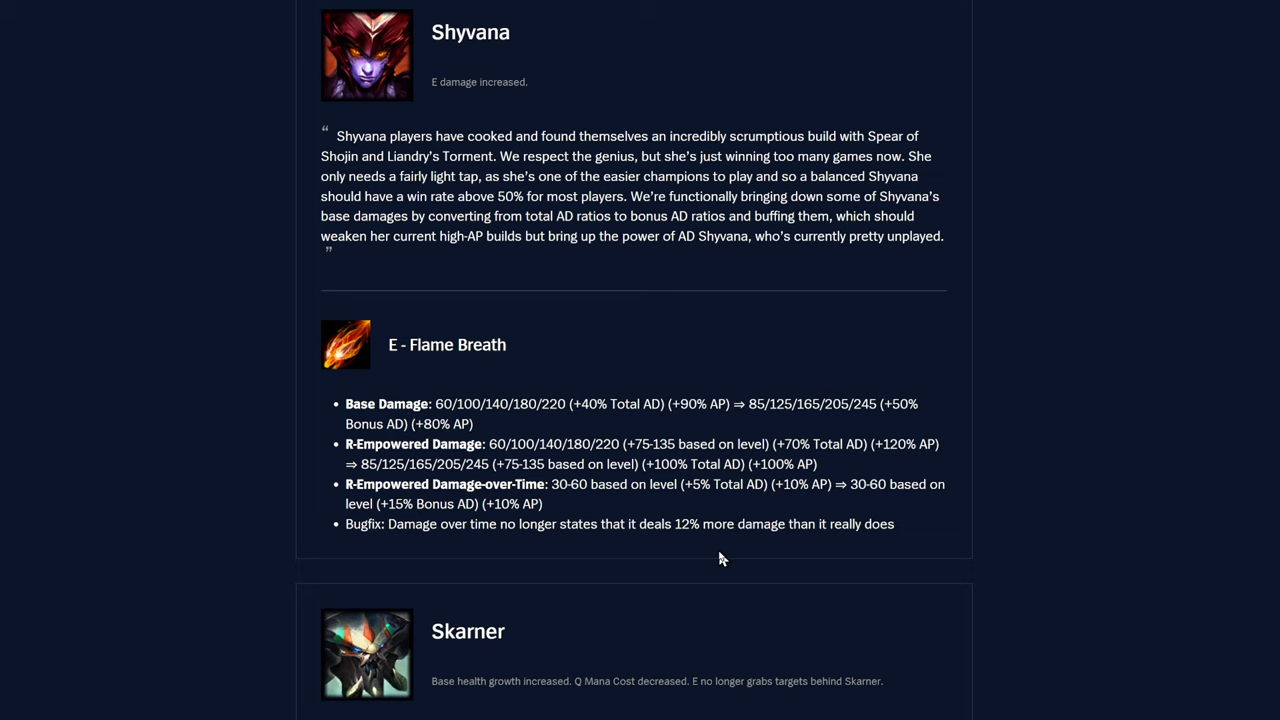 Shyvana
E damage increased.
“ Shyvana players have cooked and found themselves an incredibly scrumptious build with Spear of
Shojin and Liandry’s Torment. We respect the genius, but she’s just winning too many games now. She
only needs a fairly light tap, as she’s one of the easier champions to play and so a balanced Shyvana
should have a win rate above 50% for most players. We’re functionally bringing down some of Shyvana’s
base damages by converting from total AD ratios to bonus AD ratios and buffing them, which should
weaken her current high-AP builds but bring up the power of AD Shyvana, who’s currently pretty unplayed.
”
E - Flame Breath
• Base Damage: 60/100/140/180/220 (+40% Total AD) (+90% AP) ⇒ 85/125/165/205/245 (+50%
Bonus AD) (+80% AP)
• R-Empowered Damage: 60/100/140/180/220 (+75-135 based on level) (+70% Total AD) (+120% AP)
⇒ 85/125/165/205/245 (+75-135 based on level) (+100% Total AD) (+100% AP)
• R-Empowered Damage-over-Time: 30-60 based on level (+5% Total AD) (+10% AP) ⇒ 30-60 based on
level (+15% Bonus AD) (+10% AP)
• Bugfix: Damage over time no longer states that it deals 12% more damage than it really does
Skarner
Base health growth increased. Q Mana Cost decreased. E no longer grabs targets behind Skarner.